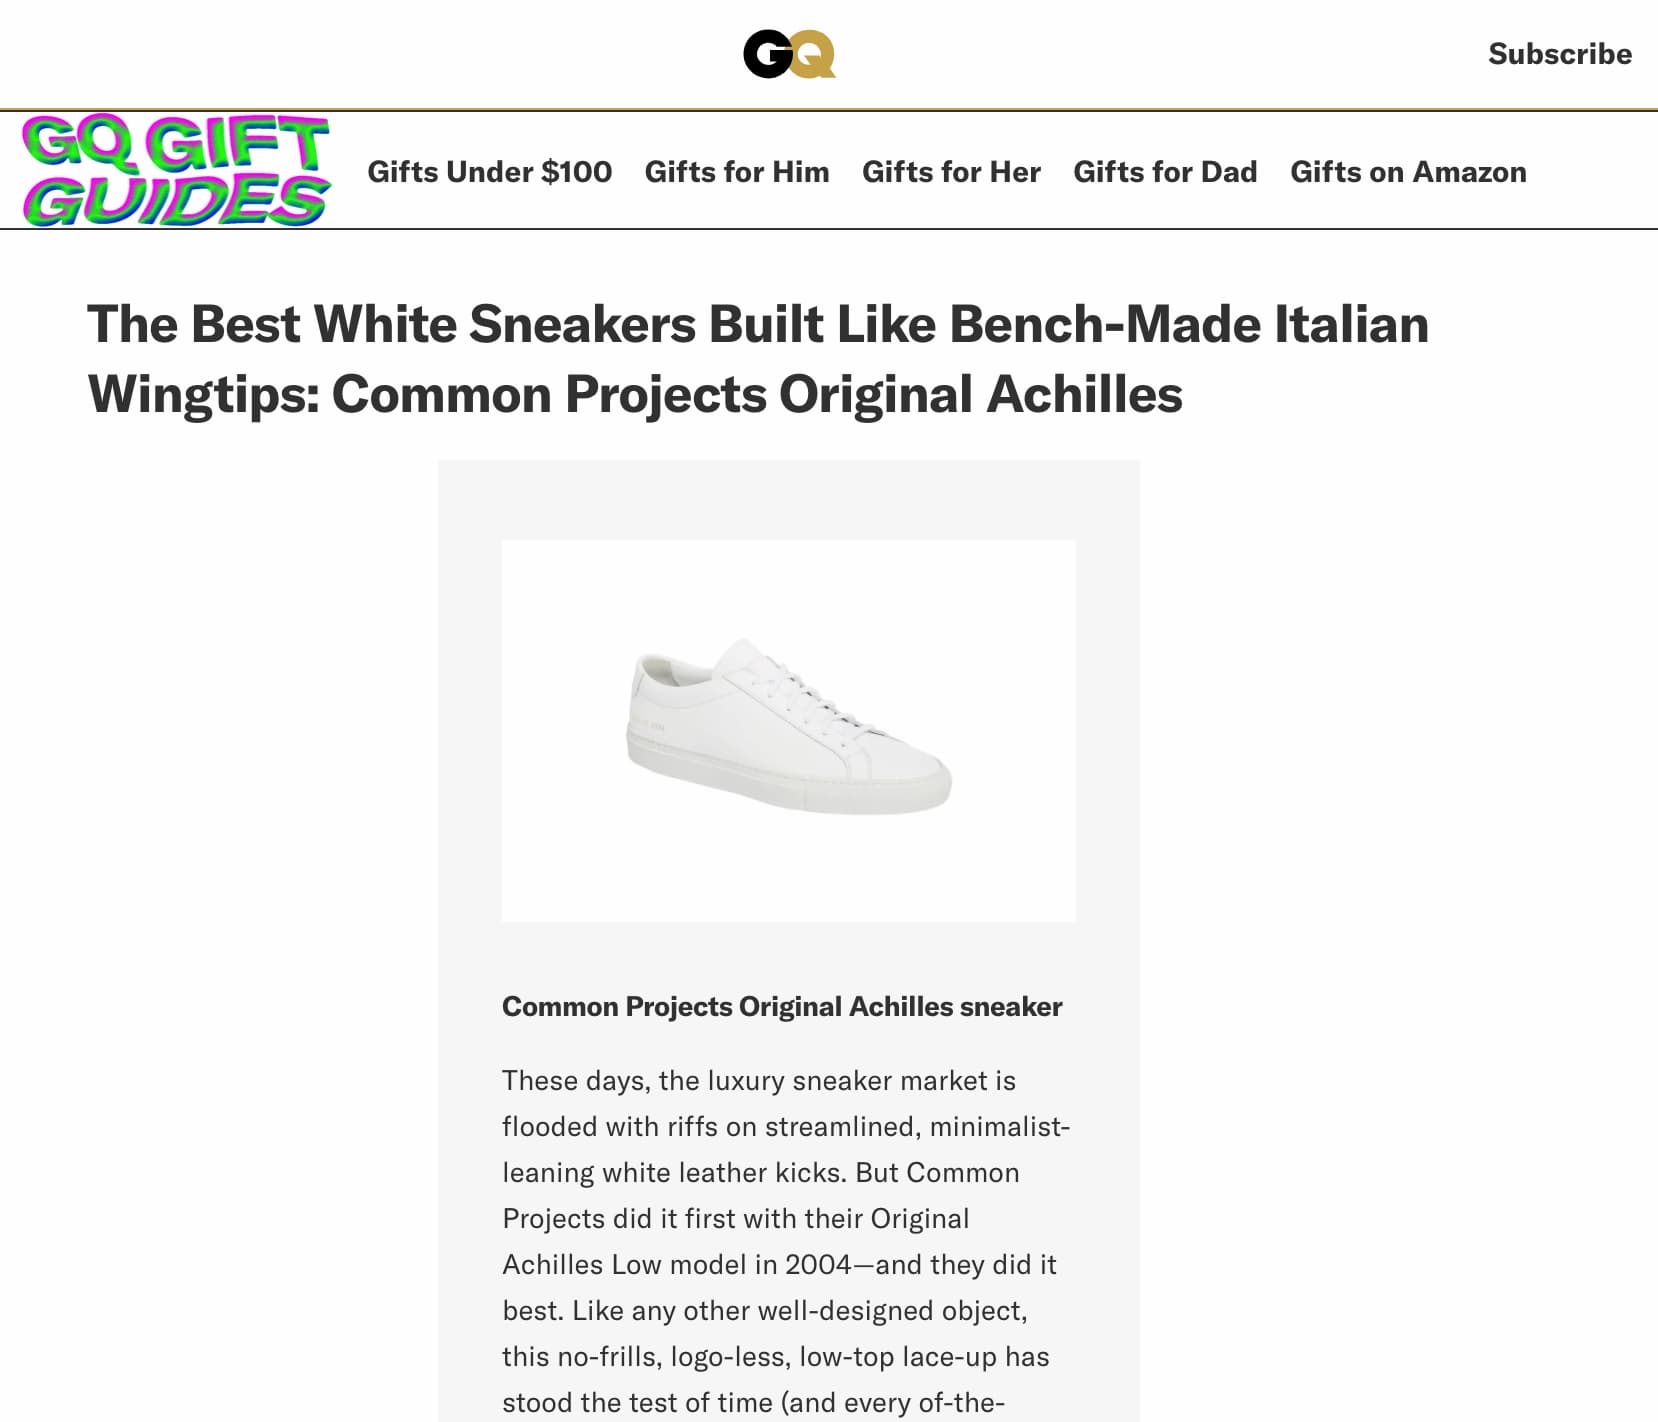 GQ
Subscribe
GQ GIFT
GUIDES
Gifts Under $100 Gifts for Him Gifts for Her Gifts for Dad Gifts on Amazon
The Best White Sneakers Built Like Bench-Made Italian
Wingtips: Common Projects Original Achilles
Common Projects Original Achilles sneaker
These days, the luxury sneaker market is
flooded with riffs on streamlined, minimalist-
leaning white leather kicks. But Common
Projects did it first with their Original
Achilles Low model in 2004—and they did it
best. Like any other well-designed object,
this no-frills, logo-less, low-top lace-up has
stood the test of time (and every of-the-